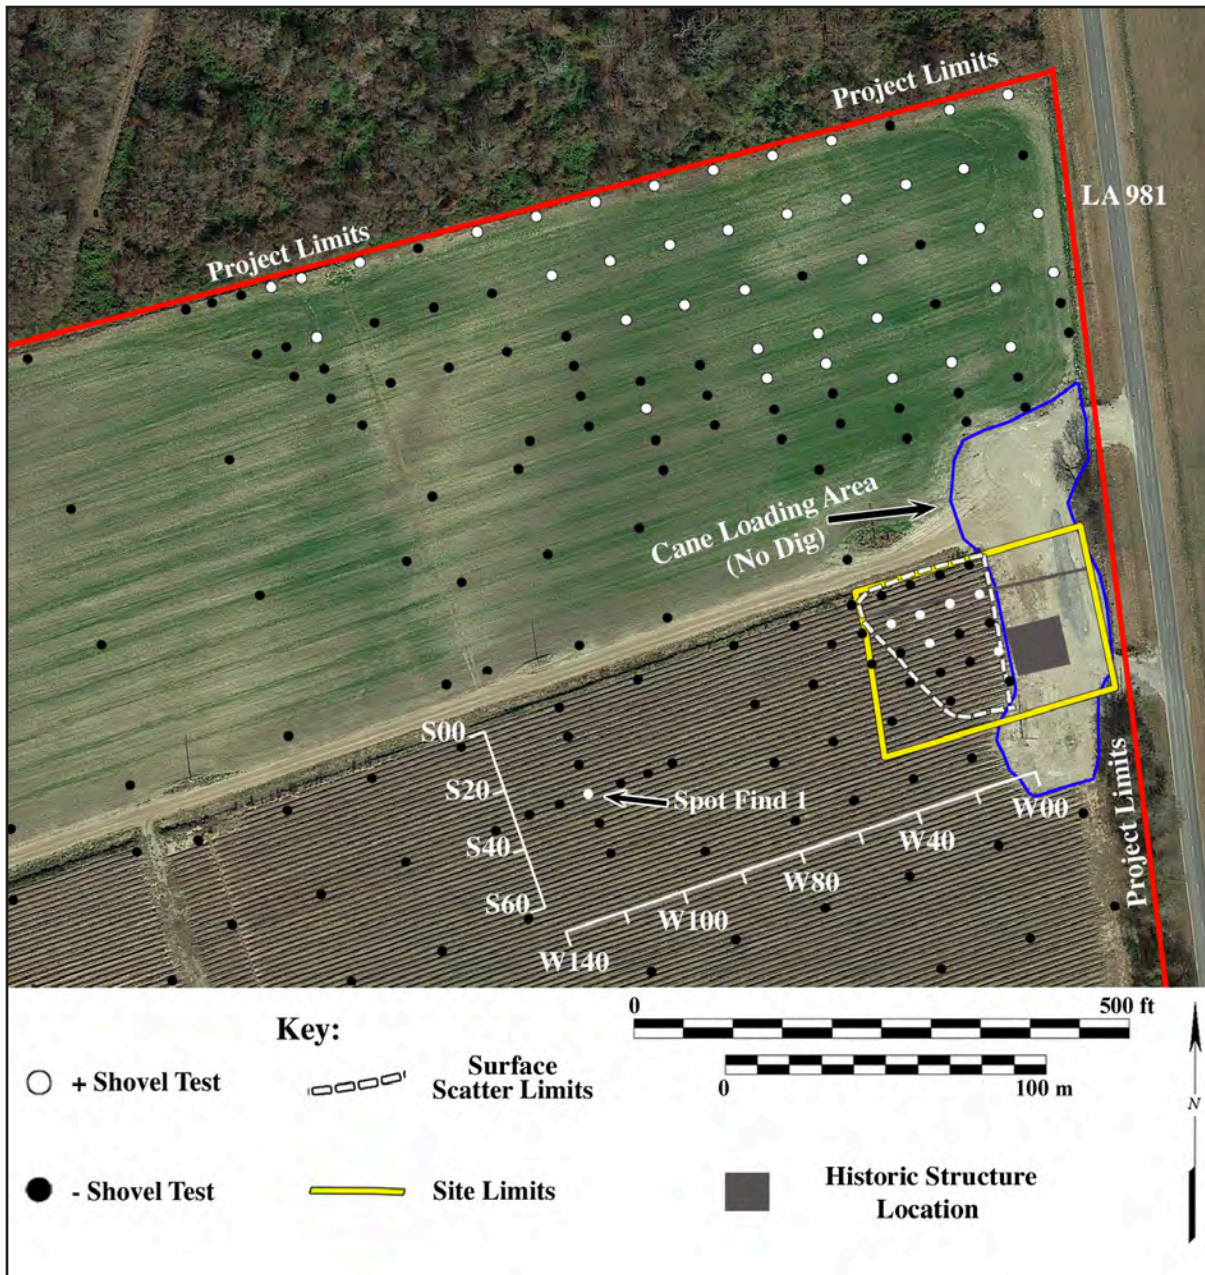 Project Limits
Project Limits
LA 981
Cane Loading Area
(No Dig)
S00
S20
S40
S60
Spot Find 1
W00
W40
W80
W100
W140
Project Limits
Key:
+ Shovel Test
Surface
Scatter Limits
- Shovel Test
Site Limits
Historic Structure
Location
0
500 ft
0
100 m
N